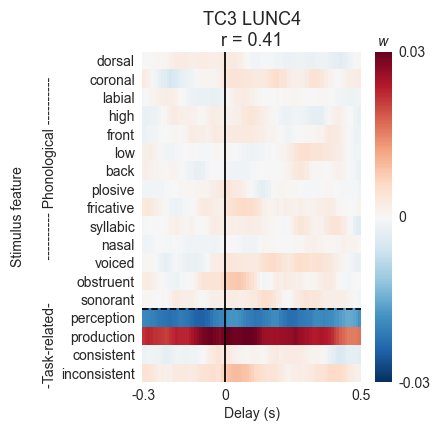 TC3 LUNC4
r = 0.41
w
dorsal
coronal
labial
high
front
low
back
plosive
fricative
syllabic
nasal
voiced
obstruent
sonorant
perception
production
consistent
inconsistent
Stimulus feature
---------- Phonological ----------
-Task-related-
0.03
0
-0.03
-0.3
0
0.5
Delay (s)